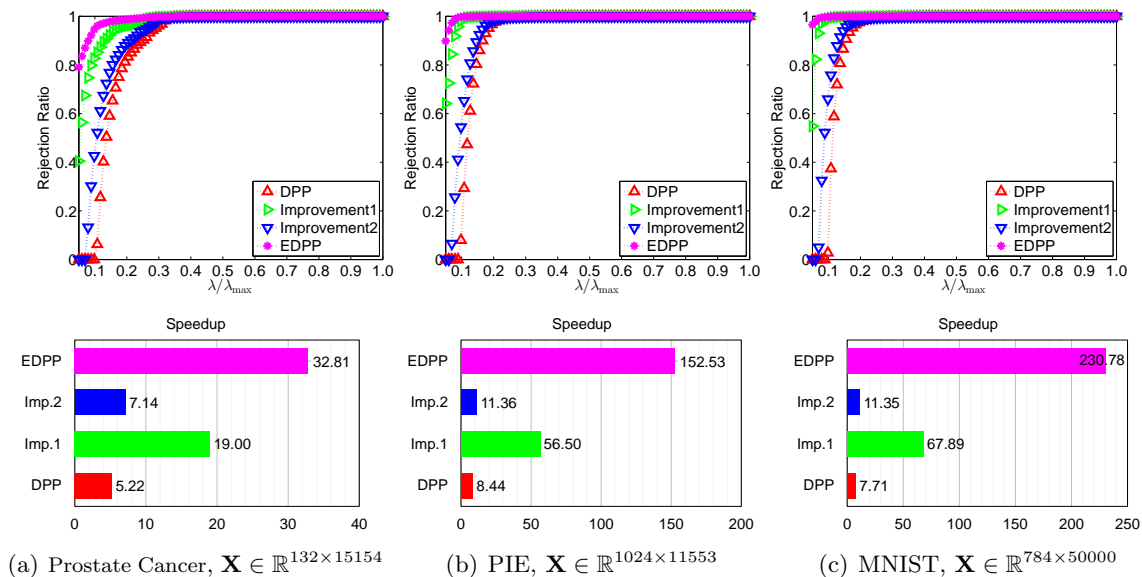 1
0.8
0.6
0.4
0.2
0
Rejection Ratio
0.1 0.2 0.3 0.4 0.5 0.6 0.7 0.8 0.9 1.0
λ/λmax
DPP
Improvement1
Improvement2
EDPP
1
0.8
0.6
0.4
0.2
0
Rejection Ratio
0.1 0.2 0.3 0.4 0.5 0.6 0.7 0.8 0.9 1.0
λ/λmax
DPP
Improvement1
Improvement2
EDPP
1
0.8
0.6
0.4
0.2
0
Rejection Ratio
0.1 0.2 0.3 0.4 0.5 0.6 0.7 0.8 0.9 1.0
λ/λmax
DPP
Improvement1
Improvement2
EDPP
Speedup
EDPP 32.81
Imp.2 7.14
Imp.1 19.00
DPP 5.22
0 10 20 30 40
(a) Prostate Cancer, X ∈ ℝ^{132×15154}
Speedup
EDPP 152.53
Imp.2 11.36
Imp.1 56.50
DPP 8.44
0 50 100 150 200
(b) PIE, X ∈ ℝ^{1024×11553}
Speedup
EDPP 230.78
Imp.2 11.35
Imp.1 67.89
DPP 7.71
0 50 100 150 200 250
(c) MNIST, X ∈ ℝ^{784×50000}